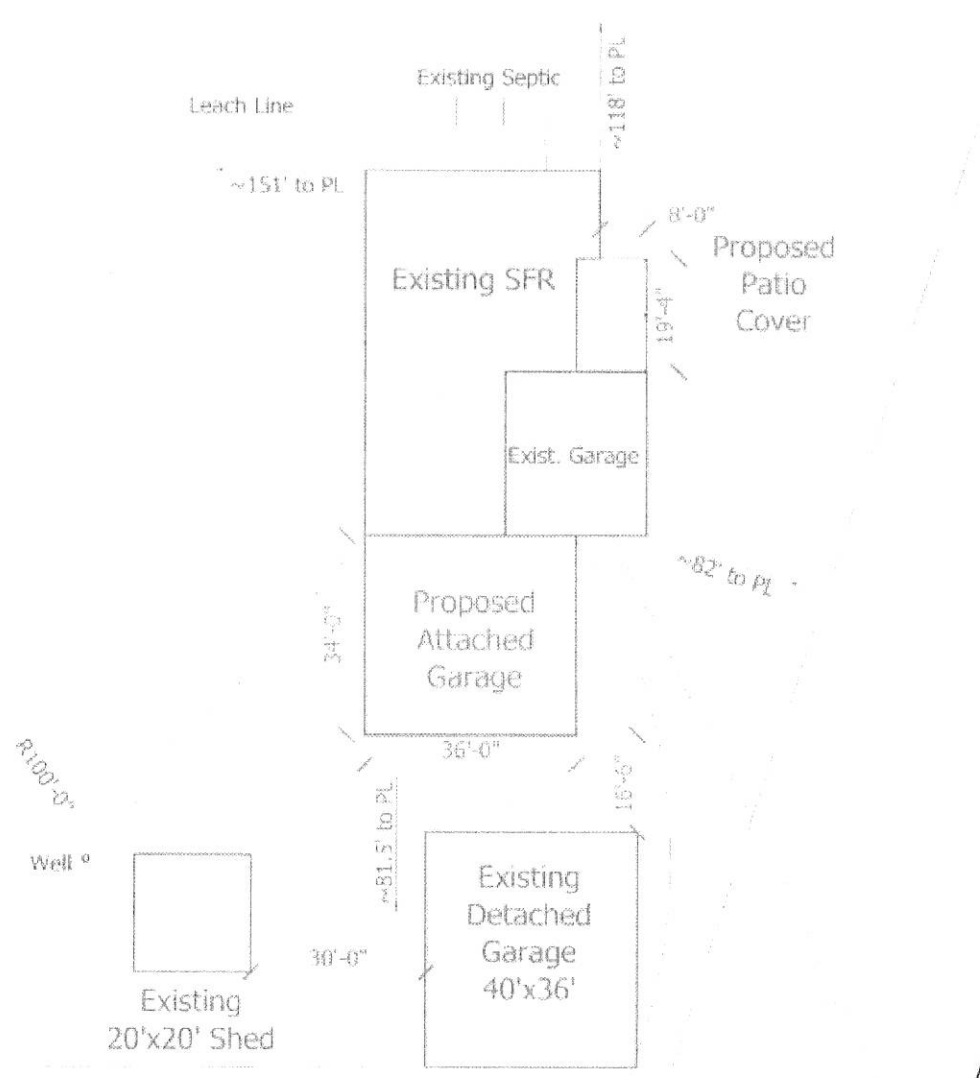 Existing Septic
Leach Line
~118' to PL
~151' to PL
8'-0"
Proposed
Patio
Cover
Existing SFR
19'-4"
Exist. Garage
~82' to PL
Proposed
Attached
Garage
34'-0"
36'-0"
R100'-0"
16'-6"
~81.5' to PL
Well
Existing
Detached
Garage
40'x36'
30'-0"
Existing
20'x20' Shed